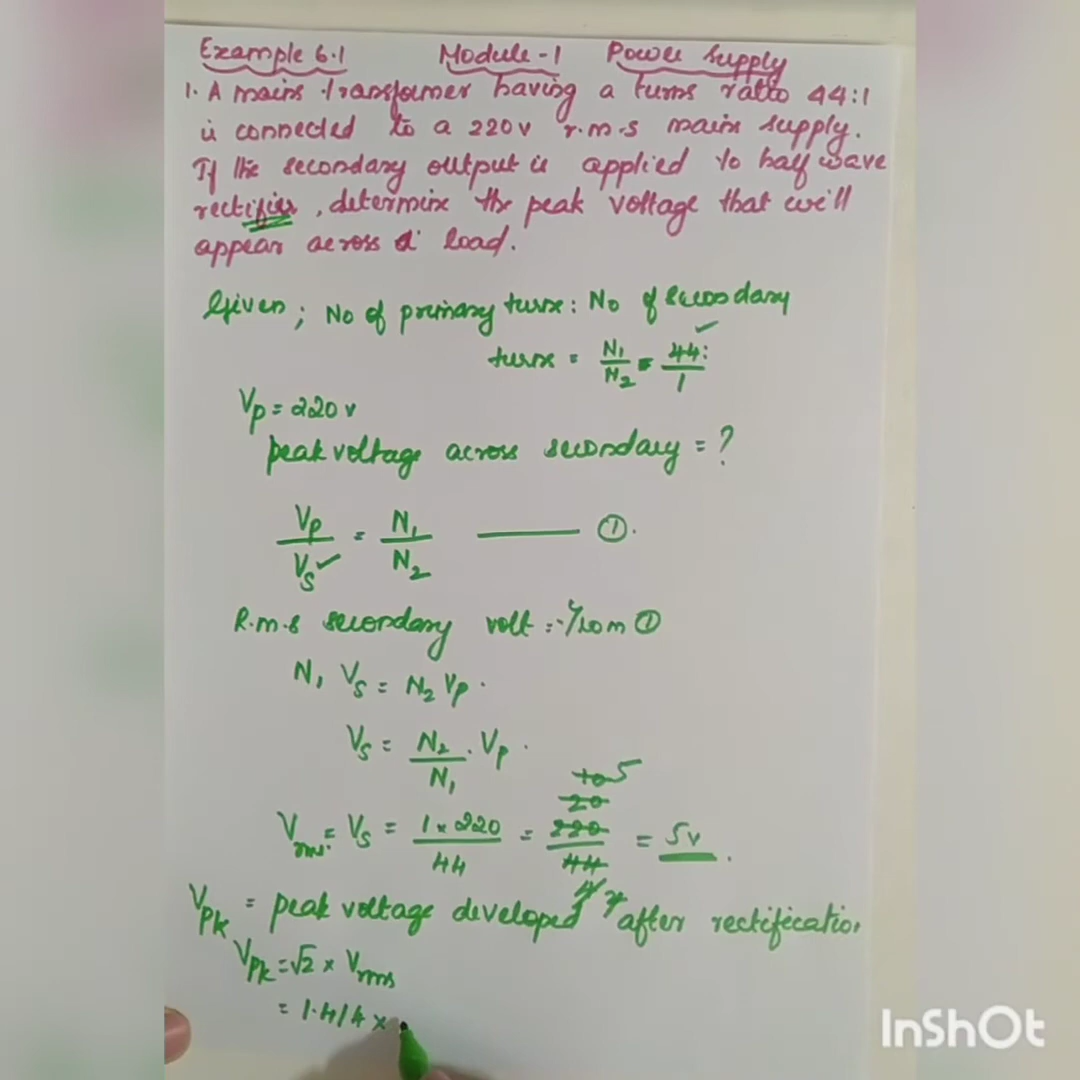 Example 6.1 Module-1 Power Supply
1. A mains transformer having a turns ratio 44:1
is connected to a 220v r.m.s mains supply.
If the secondary output is applied to half wave
rectifier, determine the peak voltage that will
appear across a load.
Given; No of primary turns: No of secondary
turns = N₁/N₂ = 44:/1
Vp = 220v
peak voltage across secondary = ?
Vp/Vs = N₁/N₂ ——— ①.
R.m.s secondary volt =: from ①
N₁ Vs = N₂ Vp.
Vs = N₂/N₁ . Vp.
Vrms = Vs = 1 × 220/44 = 220/44 = 5v.
Vpk = peak voltage developed after rectification
Vpk = √2 × Vrms
= 1.414 ×
InShOt